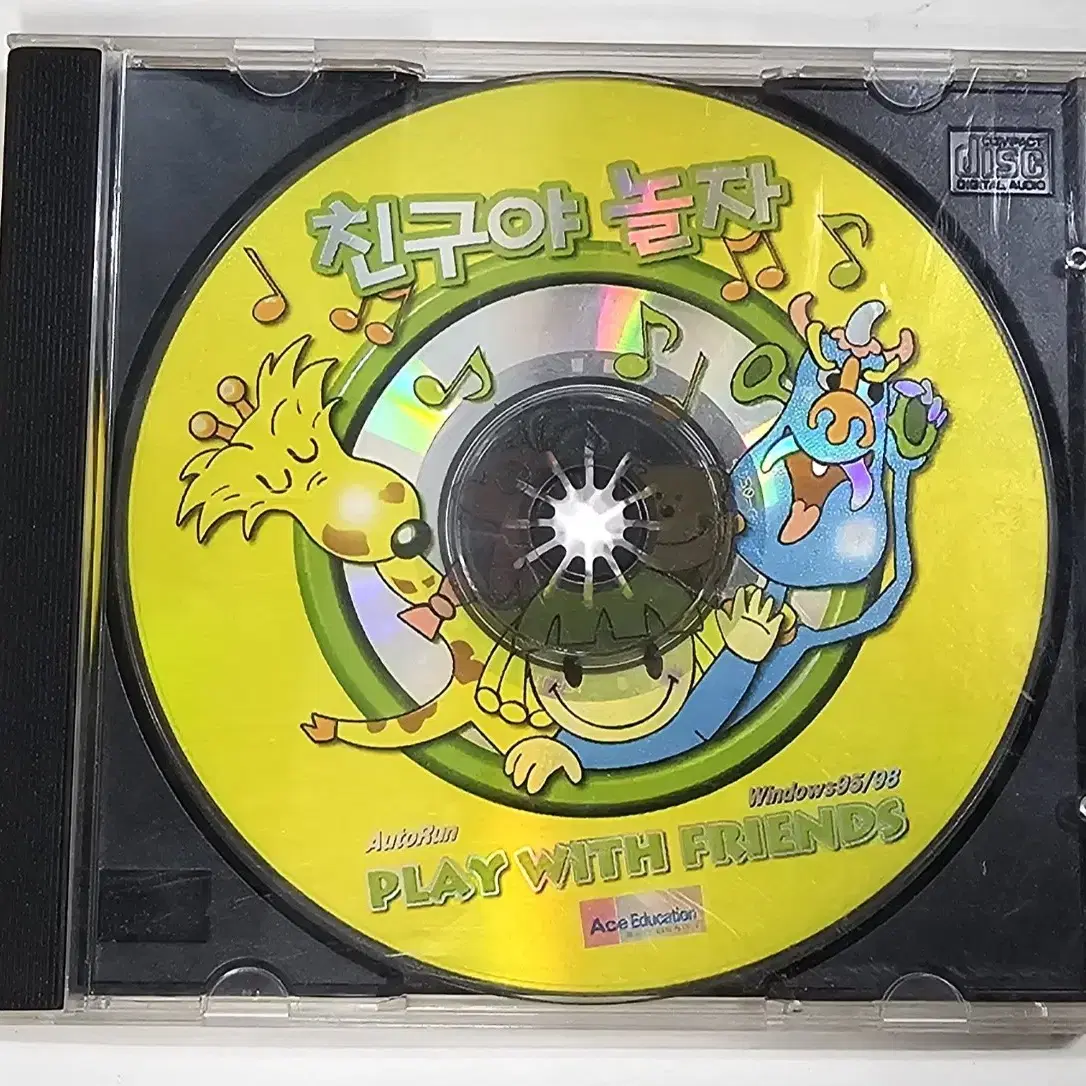 COMPACT
disc
DIGITAL AUDIO
친구야 놀자
Windows95/98
AutoRun
PLAY WITH FRIENDS
Ace Education